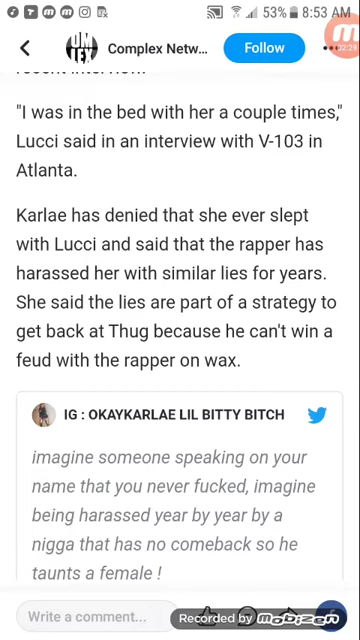 53% 8:53 AM
Complex Netw...
Follow
02:29
"I was in the bed with her a couple times,"
Lucci said in an interview with V-103 in
Atlanta.
Karlae has denied that she ever slept
with Lucci and said that the rapper has
harassed her with similar lies for years.
She said the lies are part of a strategy to
get back at Thug because he can't win a
feud with the rapper on wax.
IG : OKAYKARLAE LIL BITTY BITCH
imagine someone speaking on your
name that you never fucked, imagine
being harassed year by year by a
nigga that has no comeback so he
taunts a female !
Write a comment...
Recorded by mobizen